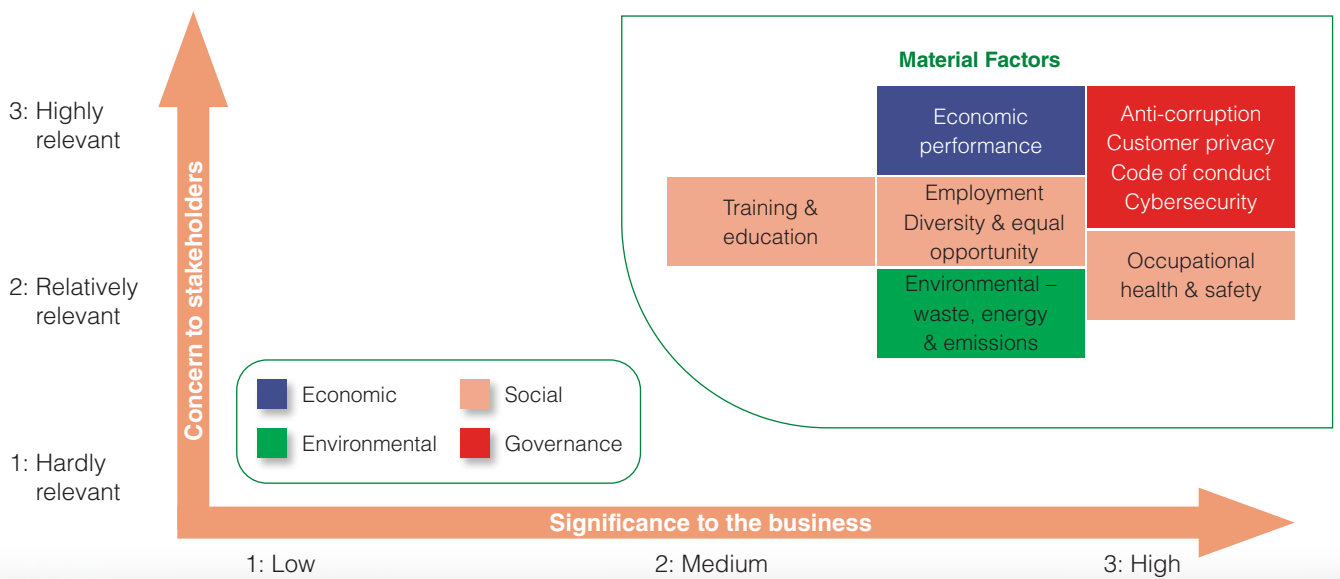 Material Factors
3: Highly
relevant
Economic
performance
Anti-corruption
Customer privacy
Code of conduct
Cybersecurity
Training &
education
Employment
Diversity & equal
opportunity
Occupational
health & safety
2: Relatively
relevant
Environmental –
waste, energy
& emissions
Concern to stakeholders
Economic
Social
Environmental
Governance
1: Hardly
relevant
Significance to the business
1: Low
2: Medium
3: High